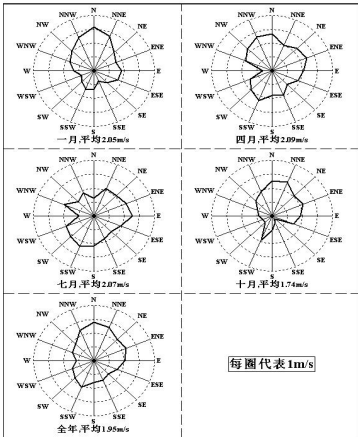 N
NNW NNE
NW NE
WNW ENE
W E
WSW ESE
SW SE
SSW SSE
S
一月,平均2.05m/s
N
NNW NNE
NW NE
WNW ENE
W E
WSW ESE
SW SE
SSW SSE
S
四月,平均2.09m/s
N
NNW NNE
NW NE
WNW ENE
W E
WSW ESE
SW SE
SSW SSE
S
七月,平均2.07m/s
N
NNW NNE
NW NE
WNW ENE
W E
WSW ESE
SW SE
SSW SSE
S
十月,平均1.74m/s
N
NNW NNE
NW NE
WNW ENE
W E
WSW ESE
SW SE
SSW SSE
S
全年,平均1.95m/s
每圈代表1m/s